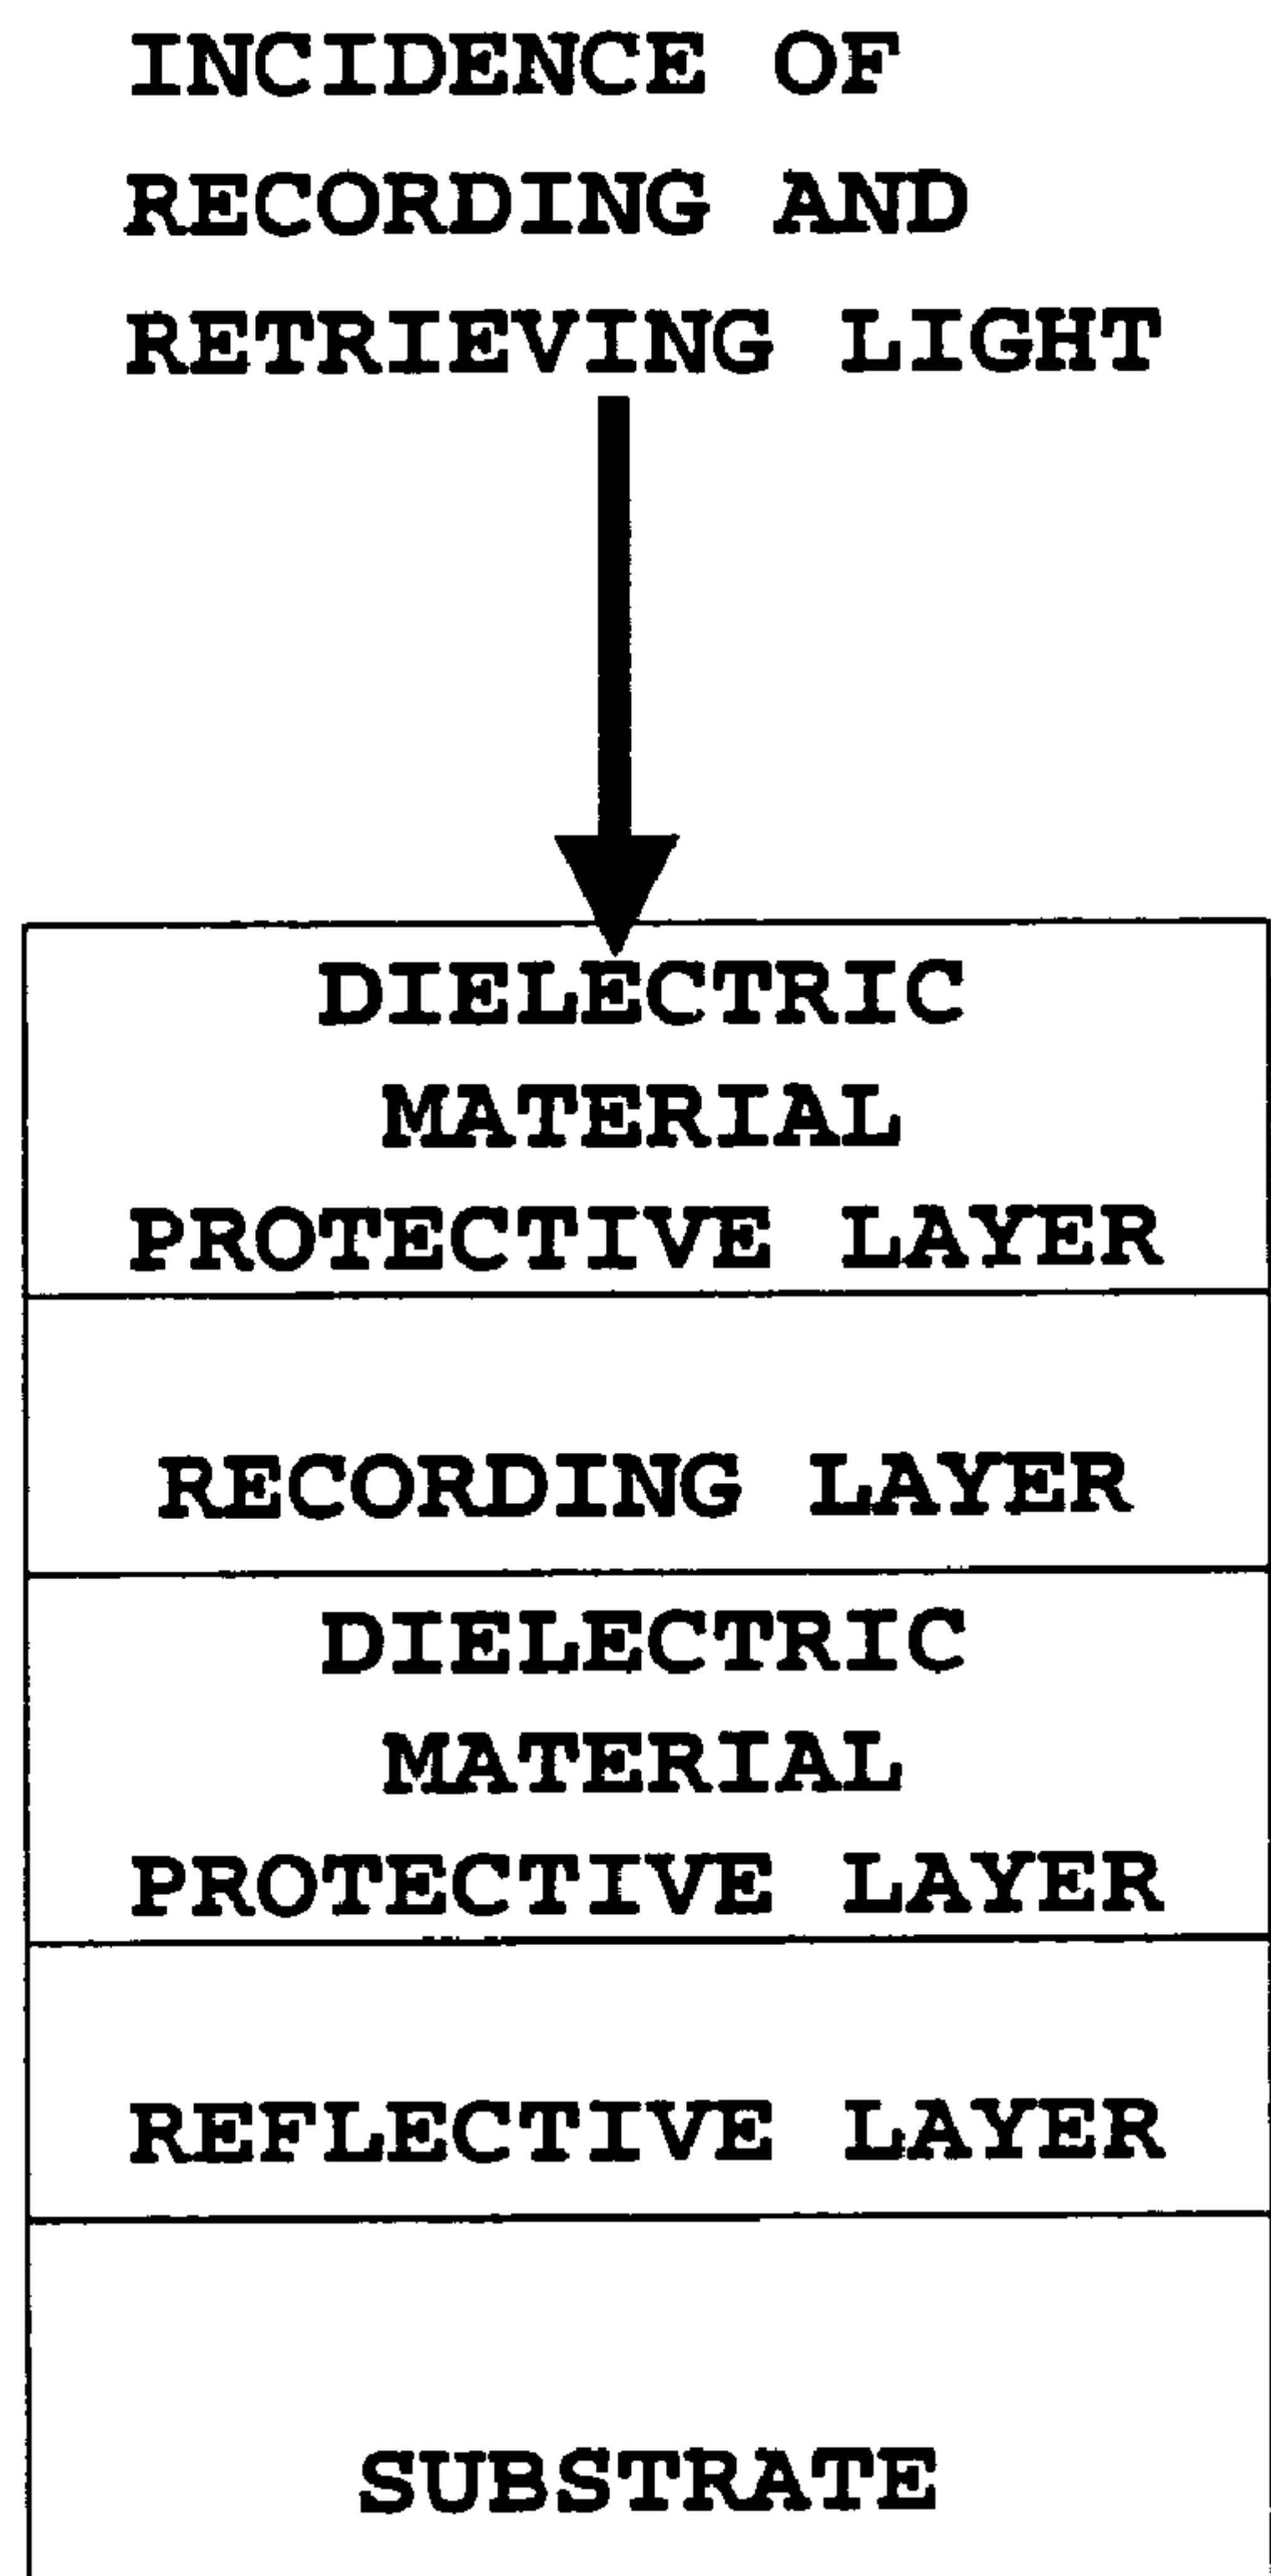 INCIDENCE OF
RECORDING AND
RETRIEVING LIGHT
DIELECTRIC
MATERIAL
PROTECTIVE LAYER
RECORDING LAYER
DIELECTRIC
MATERIAL
PROTECTIVE LAYER
REFLECTIVE LAYER
SUBSTRATE